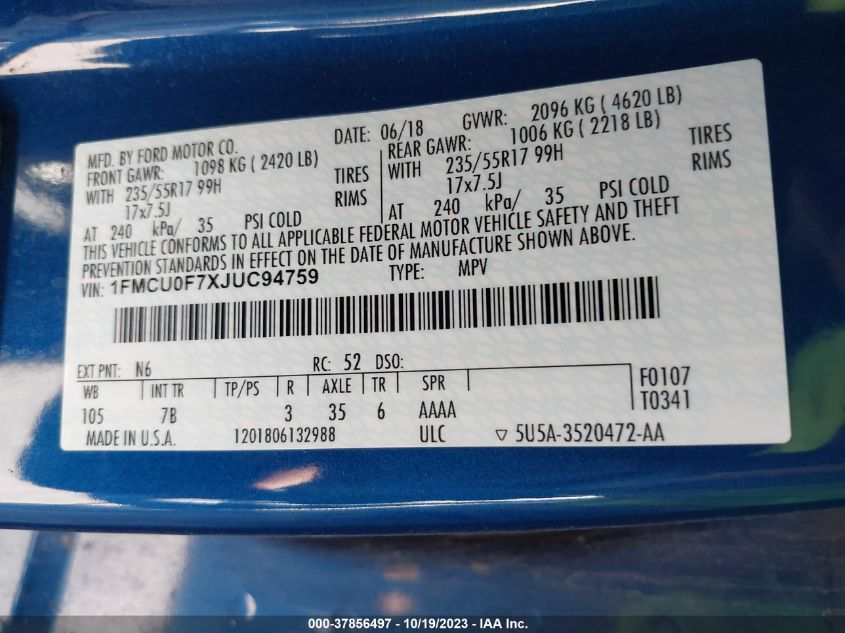 MFD. BY FORD MOTOR CO. DATE: 06/18 GVWR: 2096 KG ( 4620 LB)
FRONT GAWR: 1098 KG ( 2420 LB) REAR GAWR: 1006 KG ( 2218 LB)
WITH 235/55R17 99H TIRES WITH 235/55R17 99H TIRES
17x7.5J RIMS 17x7.5J RIMS
AT 240 kPa/ 35 PSI COLD AT 240 kPa/ 35 PSI COLD
THIS VEHICLE CONFORMS TO ALL APPLICABLE FEDERAL MOTOR VEHICLE SAFETY AND THEFT
PREVENTION STANDARDS IN EFFECT ON THE DATE OF MANUFACTURE SHOWN ABOVE.
VIN: 1FMCU0F7XJUC94759 TYPE: MPV
EXT PNT: N6 RC: 52 DSO:
WB INT TR TP/PS R AXLE TR SPR F0107
105 7B 3 35 6 AAAA T0341
MADE IN U.S.A. 1201806132988 ULC ▽ 5U5A-3520472-AA
000-37856497 - 10/19/2023 - IAA Inc.